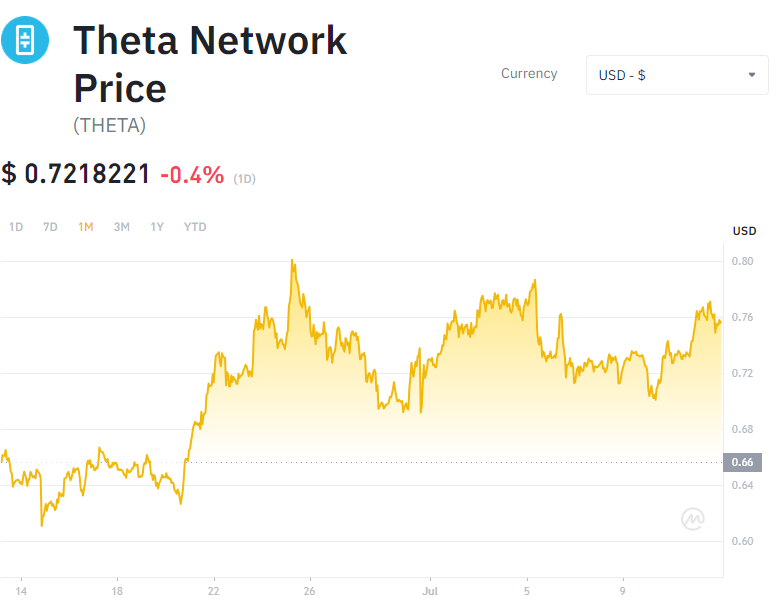 Theta Network
Price
(THETA)
Currency
USD - $
$ 0.7218221 -0.4% (1D)
1D 7D 1M 3M 1Y YTD
USD
0.80
0.76
0.72
0.68
0.66
0.64
0.60
14 18 22 26 Jul 5 9